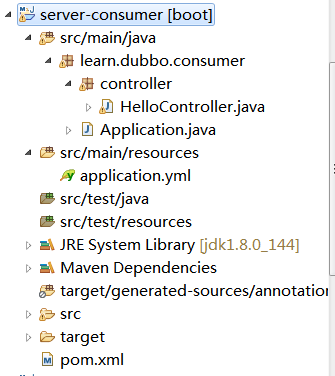 server-consumer [boot]
src/main/java
learn.dubbo.consumer
controller
HelloController.java
Application.java
src/main/resources
application.yml
src/test/java
src/test/resources
JRE System Library [jdk1.8.0_144]
Maven Dependencies
target/generated-sources/annotation
src
target
pom.xml